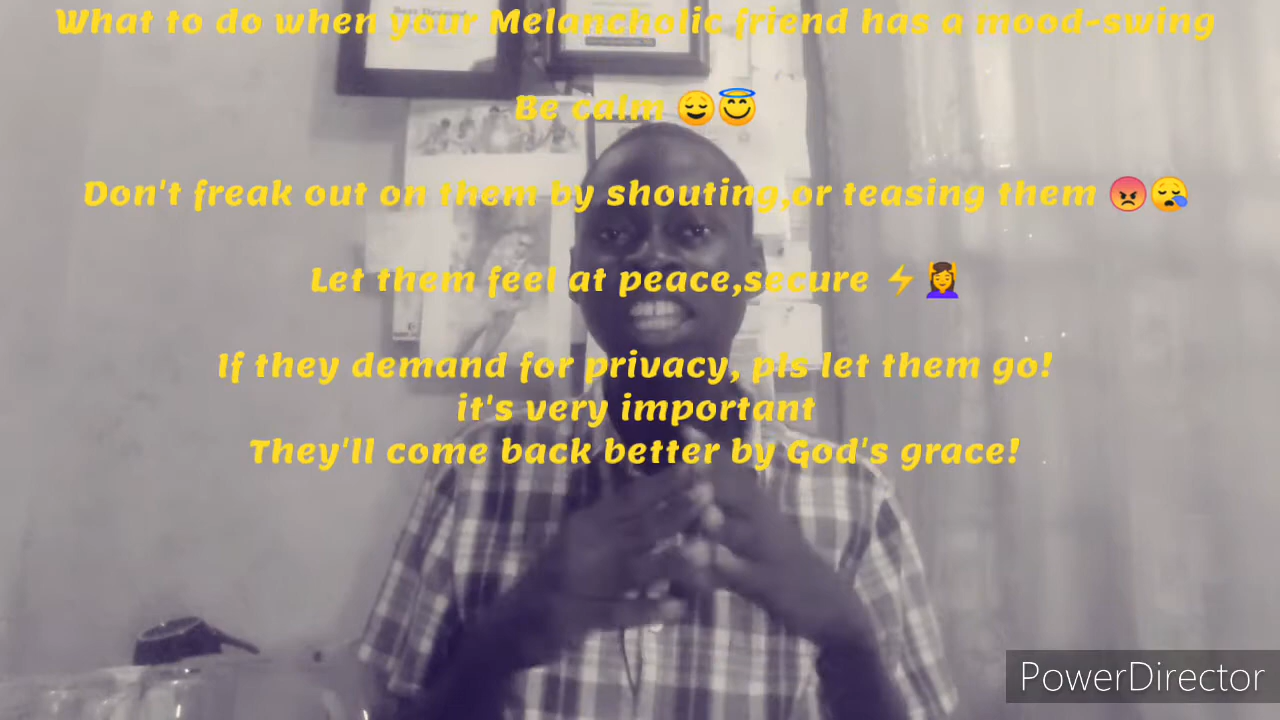 What to do when your Melancholic friend has a mood-swing
Be calm 😌😇
Don't freak out on them by shouting,or teasing them 😡😪
Let them feel at peace,secure ⚡💆‍♀️
If they demand for privacy, pls let them go!
it's very important
They'll come back better by God's grace!
PowerDirector